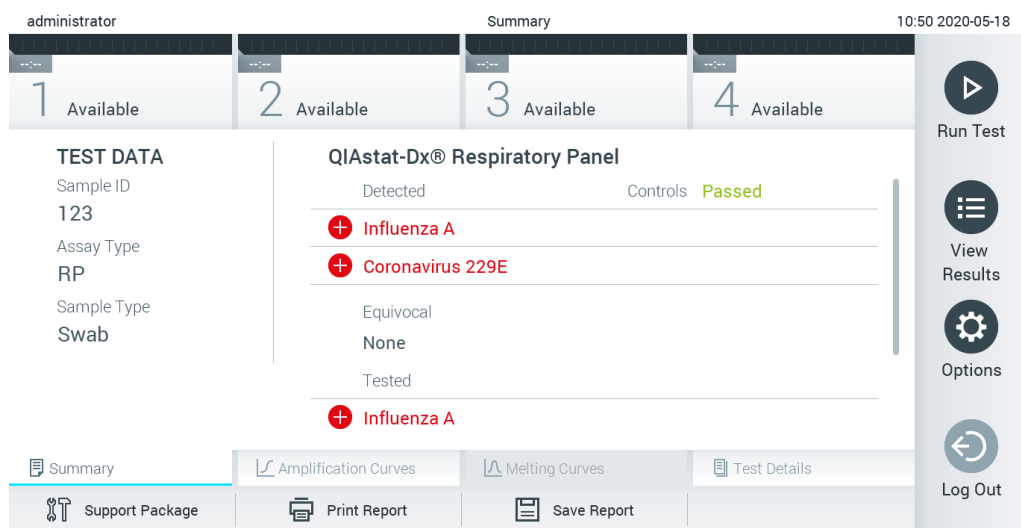 administrator
Summary
10:50 2020-05-18
--:--
--:--
--:--
--:--
1 Available
2 Available
3 Available
4 Available
Run Test
View
Results
Options
Log Out
TEST DATA
Sample ID
123
Assay Type
RP
Sample Type
Swab
QIAstat-Dx® Respiratory Panel
Detected
Controls Passed
Influenza A
Coronavirus 229E
Equivocal
None
Tested
Influenza A
Summary
Amplification Curves
Melting Curves
Test Details
Support Package
Print Report
Save Report